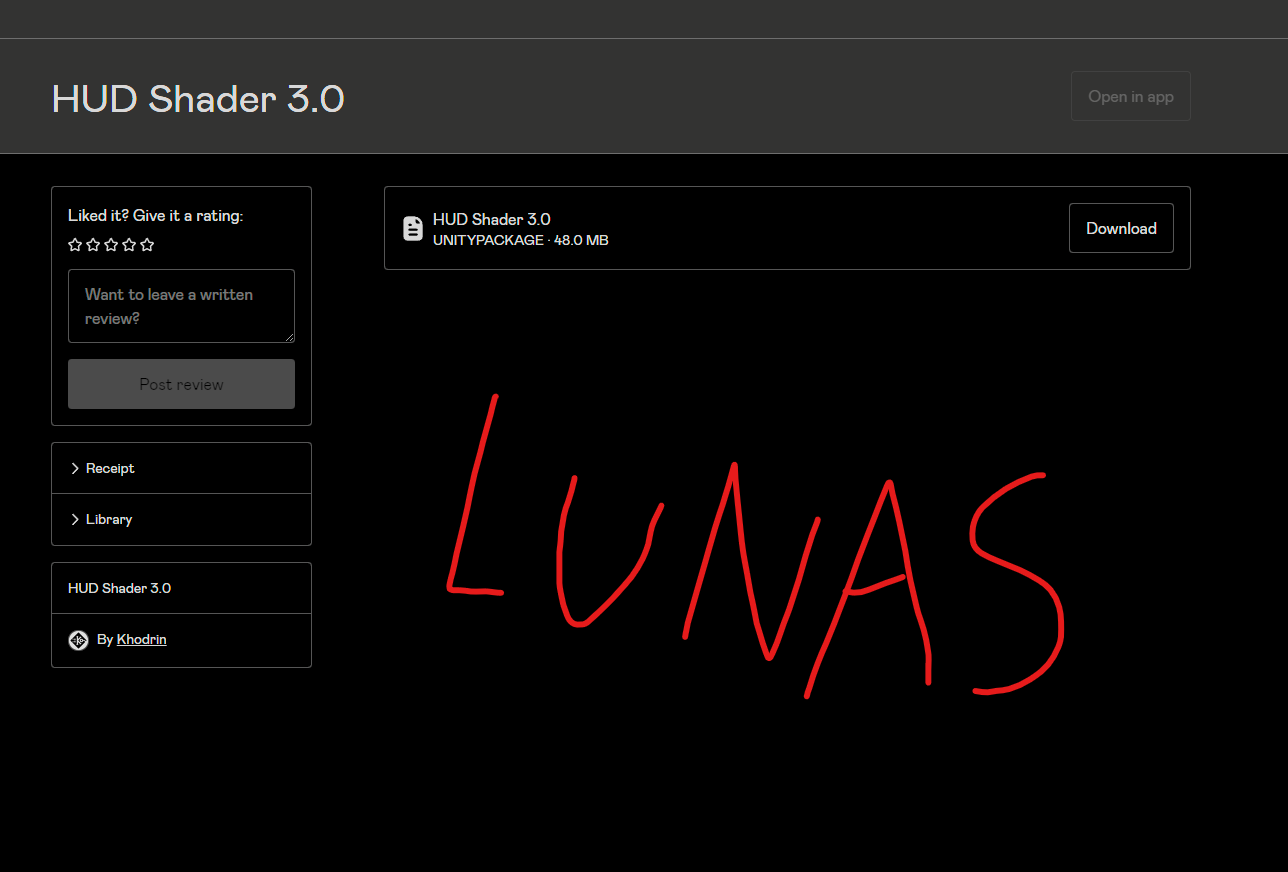 HUD Shader 3.0
Open in app
Liked it? Give it a rating:
Want to leave a written
review?
Post review
Receipt
Library
HUD Shader 3.0
By Khodrin
HUD Shader 3.0
UNITYPACKAGE · 48.0 MB
Download
LUNAS